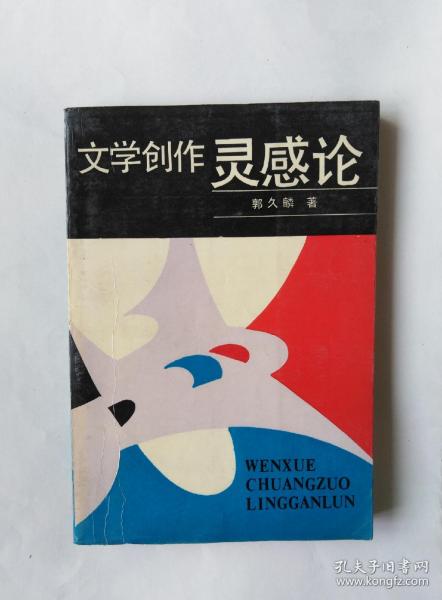 文学创作 灵感论
郭久麟 著
WENXUE
CHUANGZUO
LINGGANLUN
孔夫子旧书网
www.kongfz.com